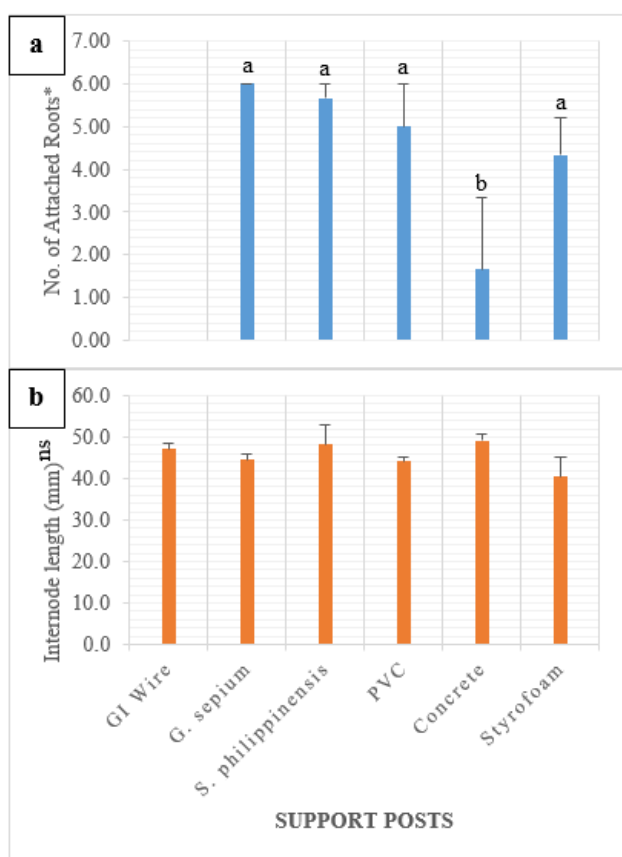 a
No. of Attached Roots*
7.00
6.00
5.00
4.00
3.00
2.00
1.00
0.00
a
a
a
b
a
b
Internode length (mm)ns
60.0
50.0
40.0
30.0
20.0
10.0
0.0
GI Wire
G. sepium
S. philippinensis
PVC
Concrete
Styrofoam
SUPPORT POSTS